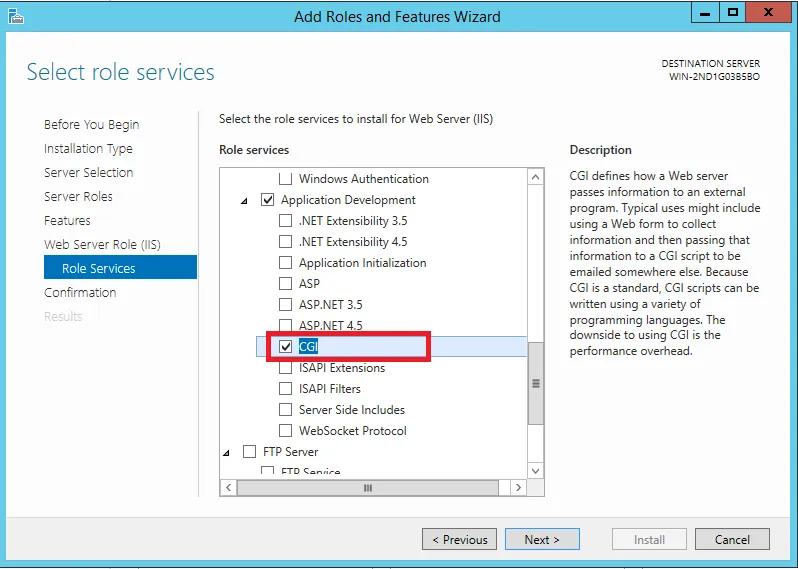 Add Roles and Features Wizard
Select role services
DESTINATION SERVER
WIN-2ND1G03B5BO
Before You Begin
Installation Type
Server Selection
Server Roles
Features
Web Server Role (IIS)
Role Services
Confirmation
Results
Select the role services to install for Web Server (IIS)
Role services
Windows Authentication
Application Development
.NET Extensibility 3.5
.NET Extensibility 4.5
Application Initialization
ASP
ASP.NET 3.5
ASP.NET 4.5
CGI
ISAPI Extensions
ISAPI Filters
Server Side Includes
WebSocket Protocol
FTP Server
FTP Service
Description
CGI defines how a Web server
passes information to an external
program. Typical uses might include
using a Web form to collect
information and then passing that
information to a CGI script to be
emailed somewhere else. Because
CGI is a standard, CGI scripts can be
written using a variety of
programming languages. The
downside to using CGI is the
performance overhead.
< Previous
Next >
Install
Cancel